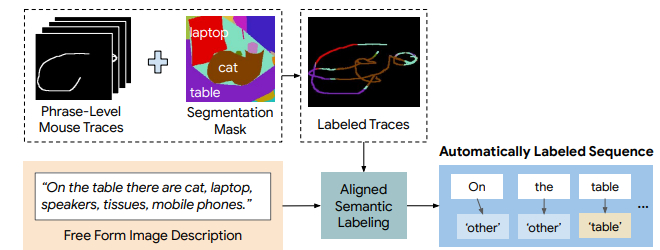 laptop
cat
table
Phrase-Level
Mouse Traces
Segmentation
Mask
Labeled Traces
Automatically Labeled Sequence
“On the table there are cat, laptop,
speakers, tissues, mobile phones.”
Free Form Image Description
Aligned
Semantic
Labeling
On the table ...
‘other’ ‘other’ ‘table’